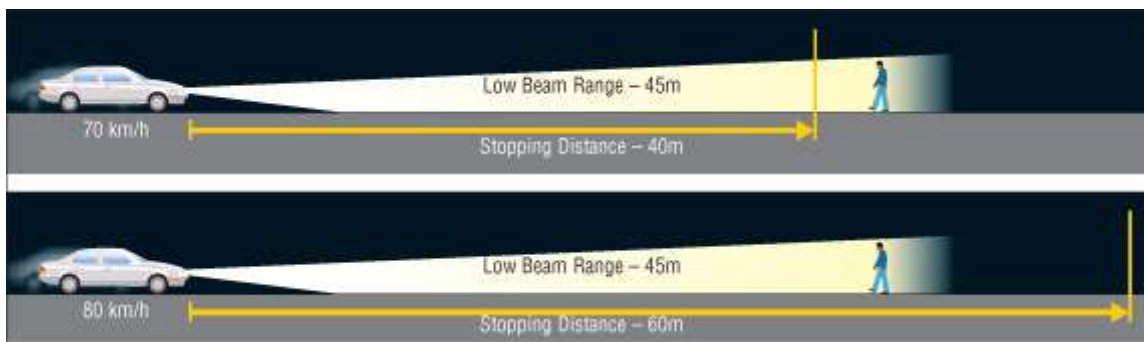 Low Beam Range – 45m
70 km/h
Stopping Distance – 40m
Low Beam Range – 45m
80 km/h
Stopping Distance – 60m